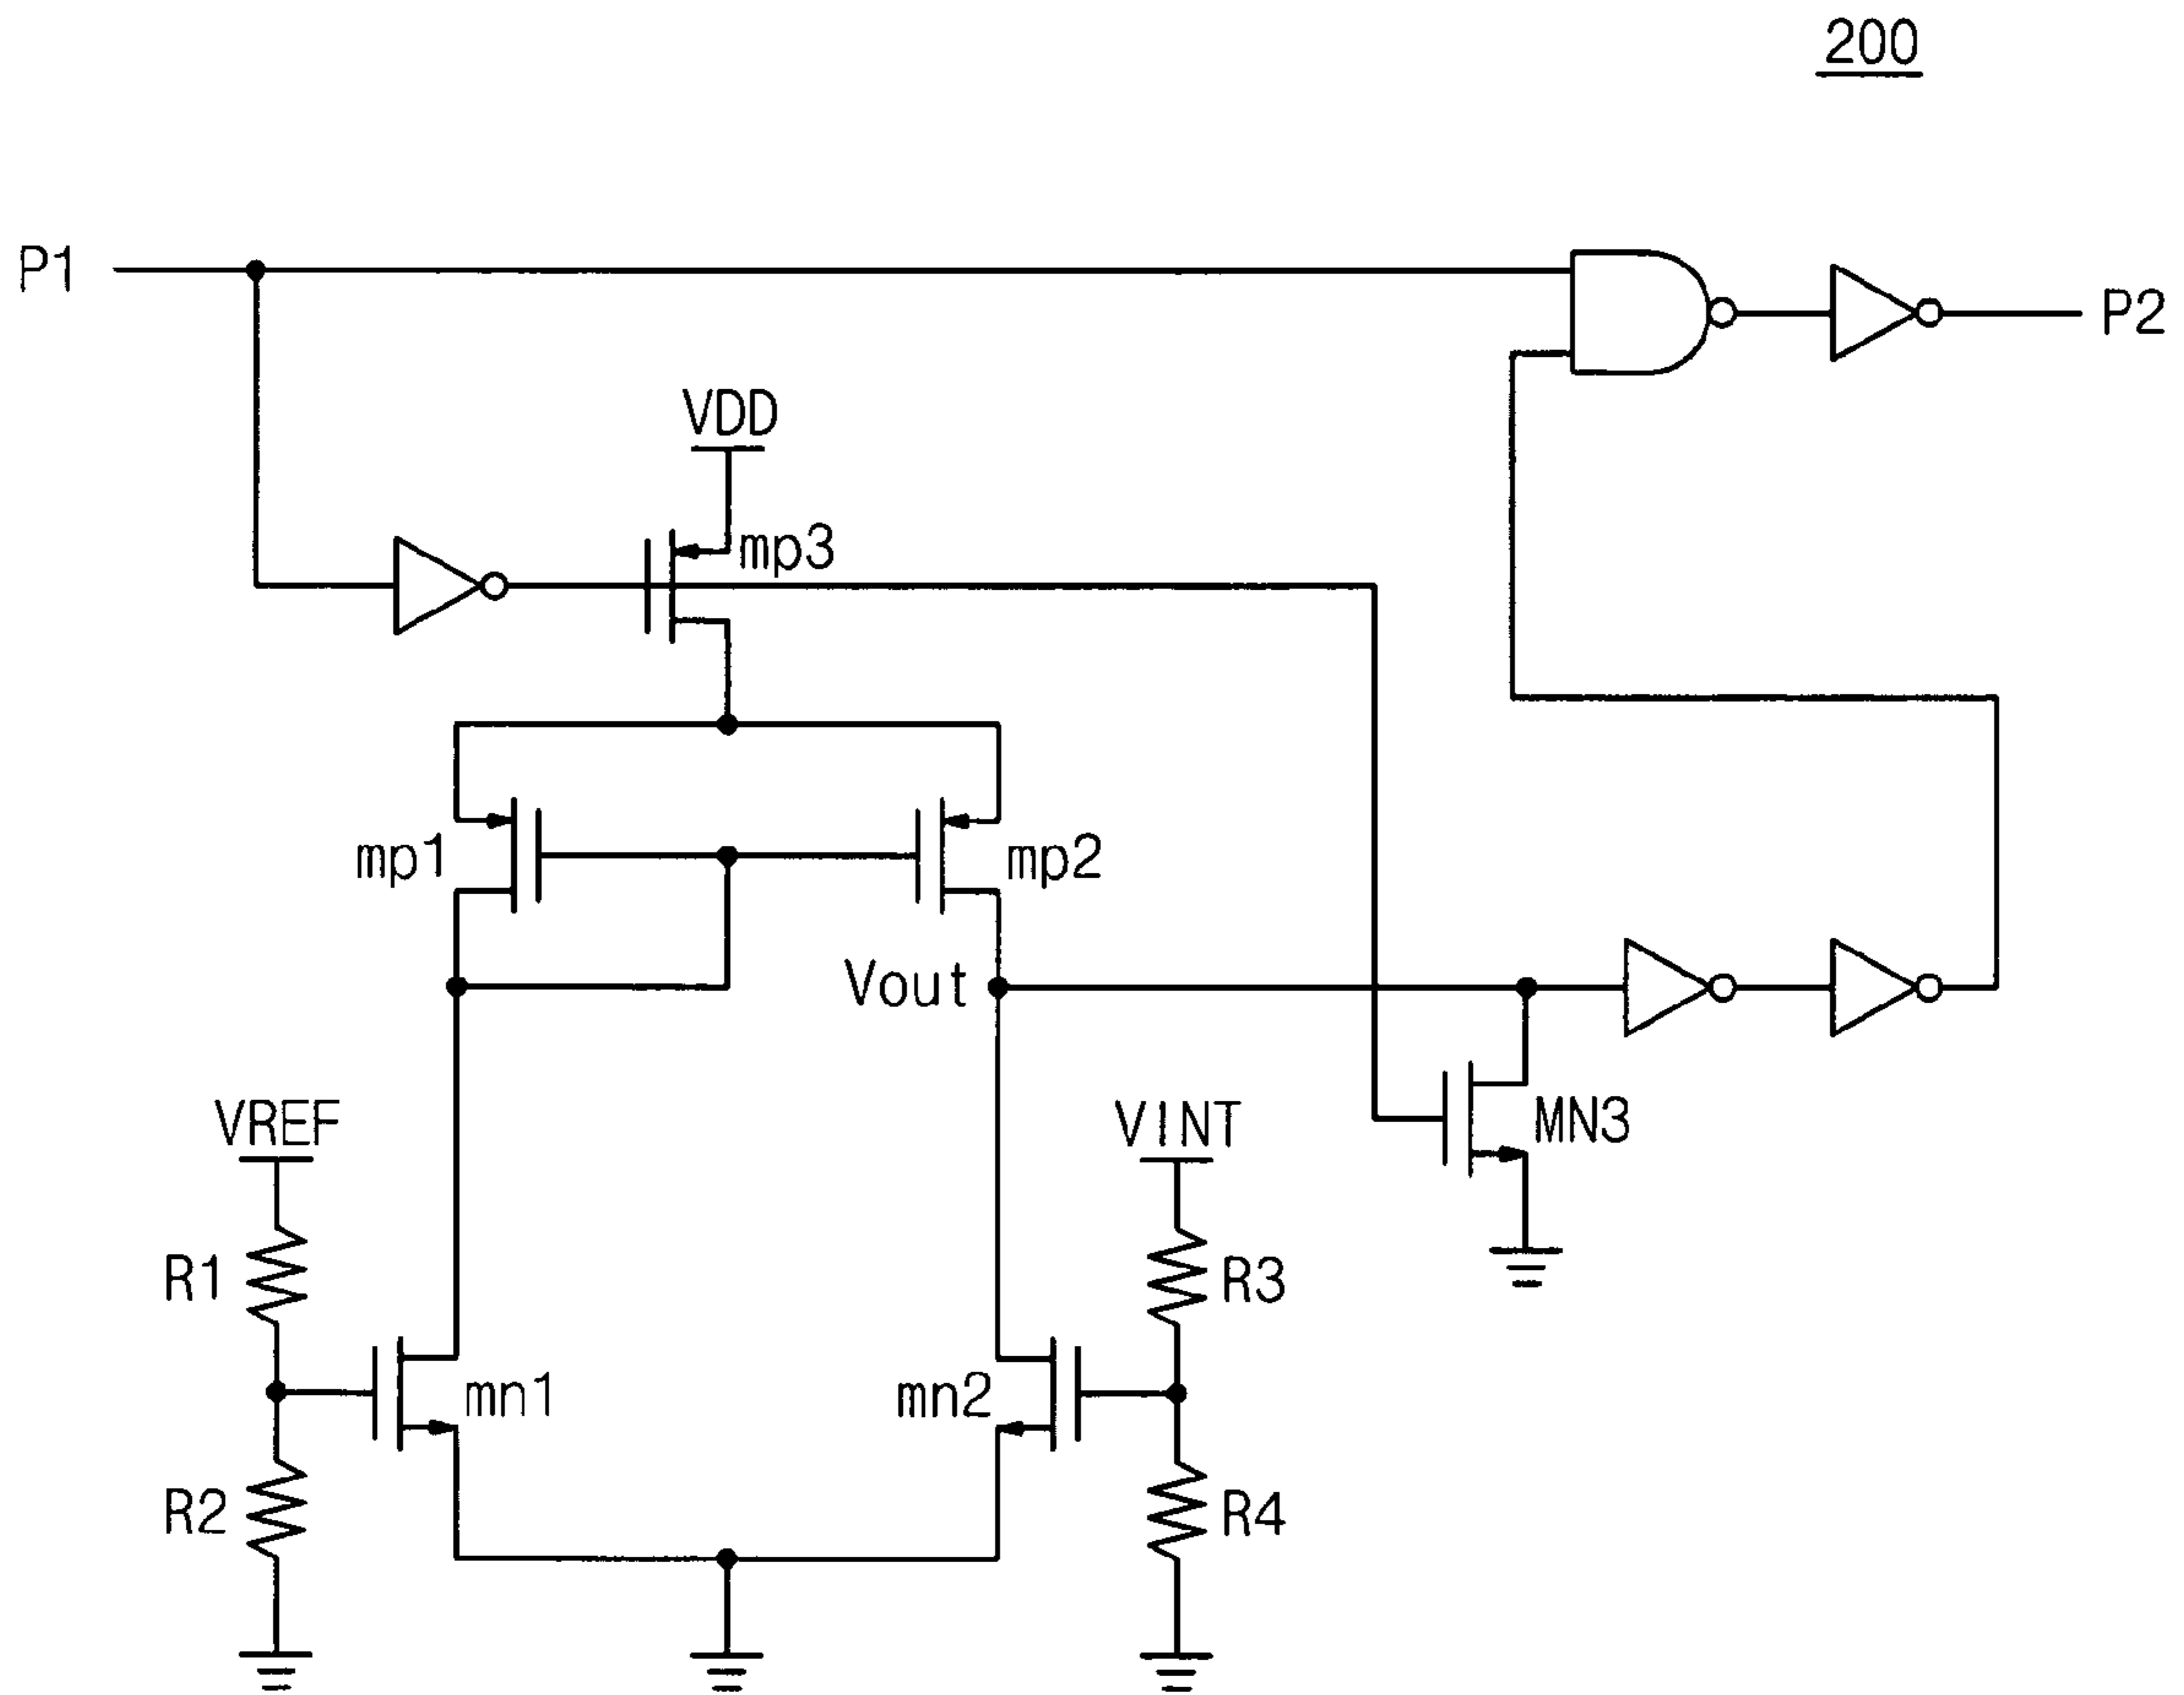 200
P1
P2
VDD
mp3
mp1
mp2
Vout
VREF
VINT
MN3
R1
R3
mn1
mn2
R2
R4